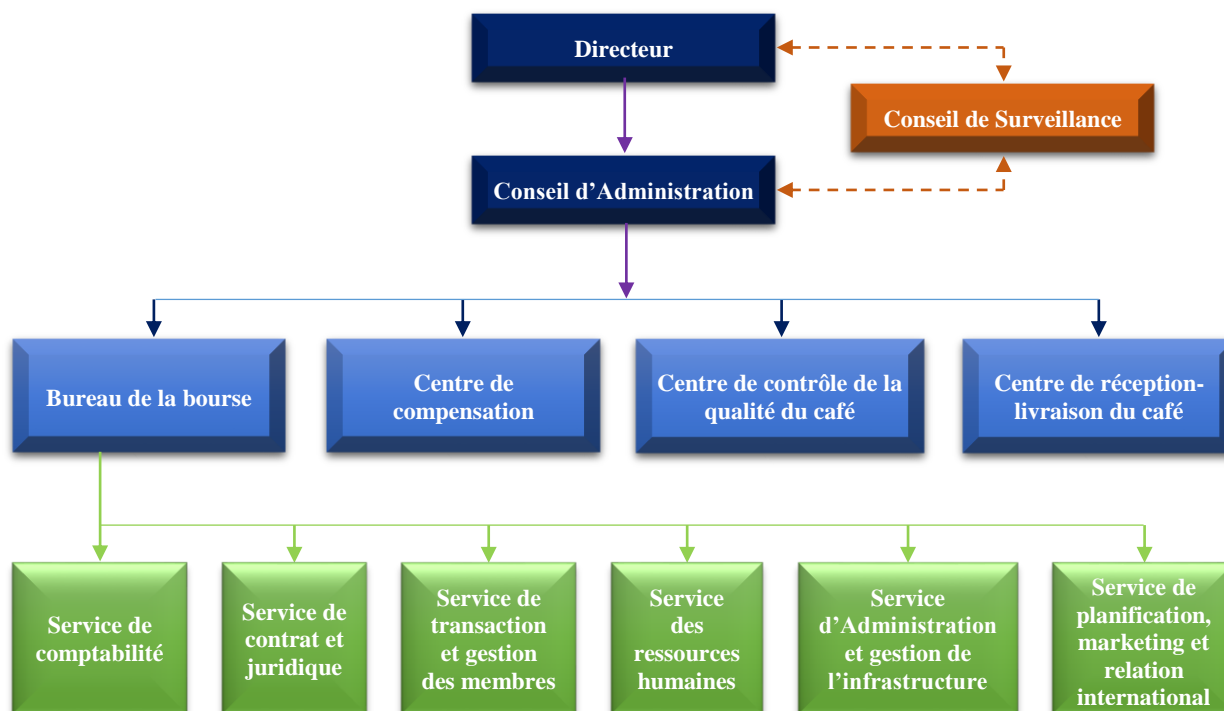 Directeur
Conseil de Surveillance
Conseil d’Administration
Bureau de la bourse
Centre de
compensation
Centre de contrôle de la
qualité du café
Centre de réception-
livraison du café
Service de
comptabilité
Service de
contrat et
juridique
Service de
transaction
et gestion
des membres
Service
des
ressources
humaines
Service
d’Administration
et gestion de
l’infrastructure
Service de
planification,
marketing et
relation
international